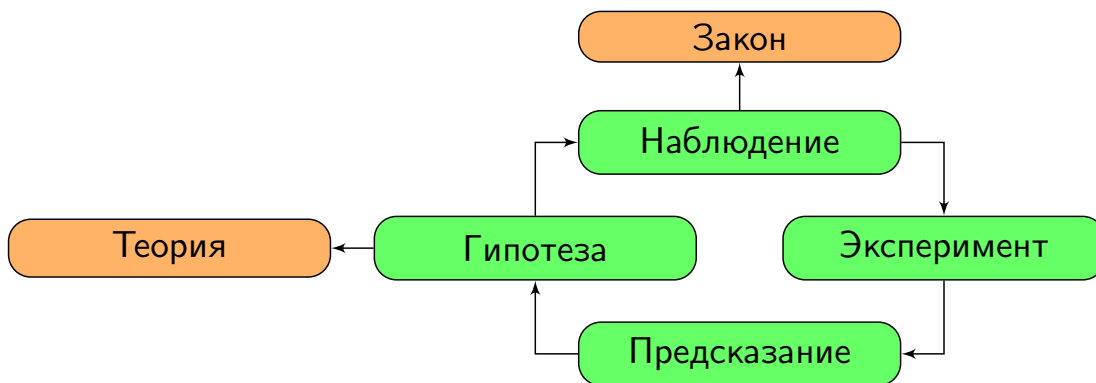 Закон
Наблюдение
Теория
Гипотеза
Эксперимент
Предсказание